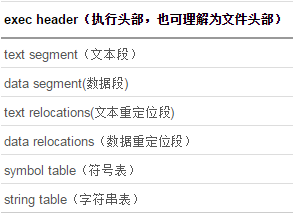 exec header（执行头部，也可理解为文件头部）
text segment（文本段）
data segment(数据段)
text relocations(文本重定位段)
data relocations（数据重定位段）
symbol table（符号表）
string table（字符串表）